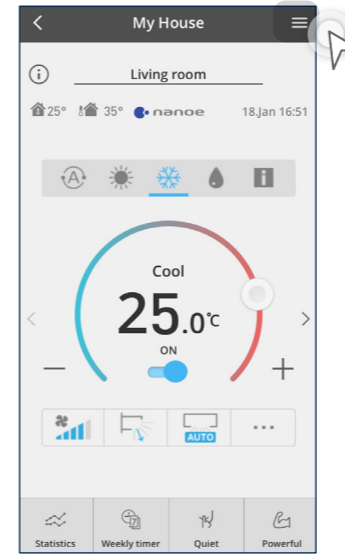 My House
Living room
25° 35° nanoe 18.Jan 16:51
A
i
Cool
25.0°C
ON
AUTO
Statistics Weekly timer Quiet Powerful